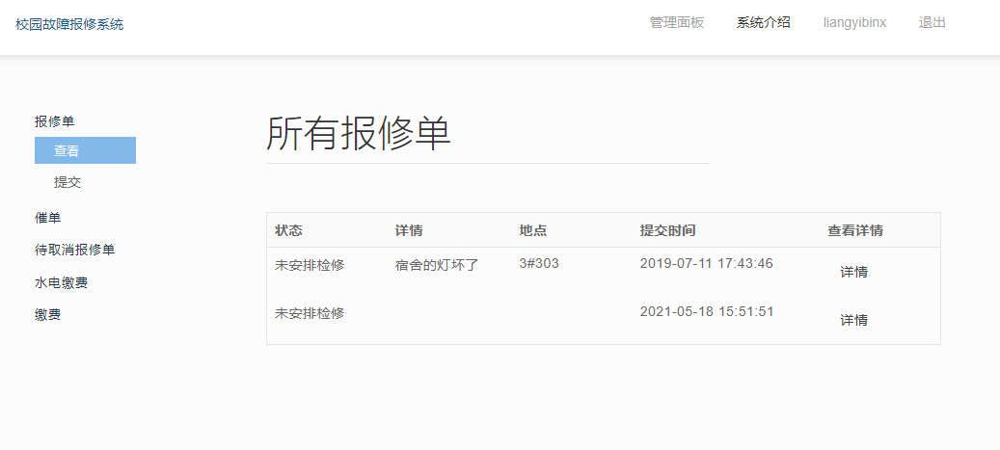 校园故障报修系统
管理面板 系统介绍 liangyibinx 退出
报修单
查看
提交
催单
待取消报修单
水电缴费
缴费
所有报修单
状态 详情 地点 提交时间 查看详情
未安排检修 宿舍的灯坏了 3#303 2019-07-11 17:43:46 详情
未安排检修 2021-05-18 15:51:51 详情